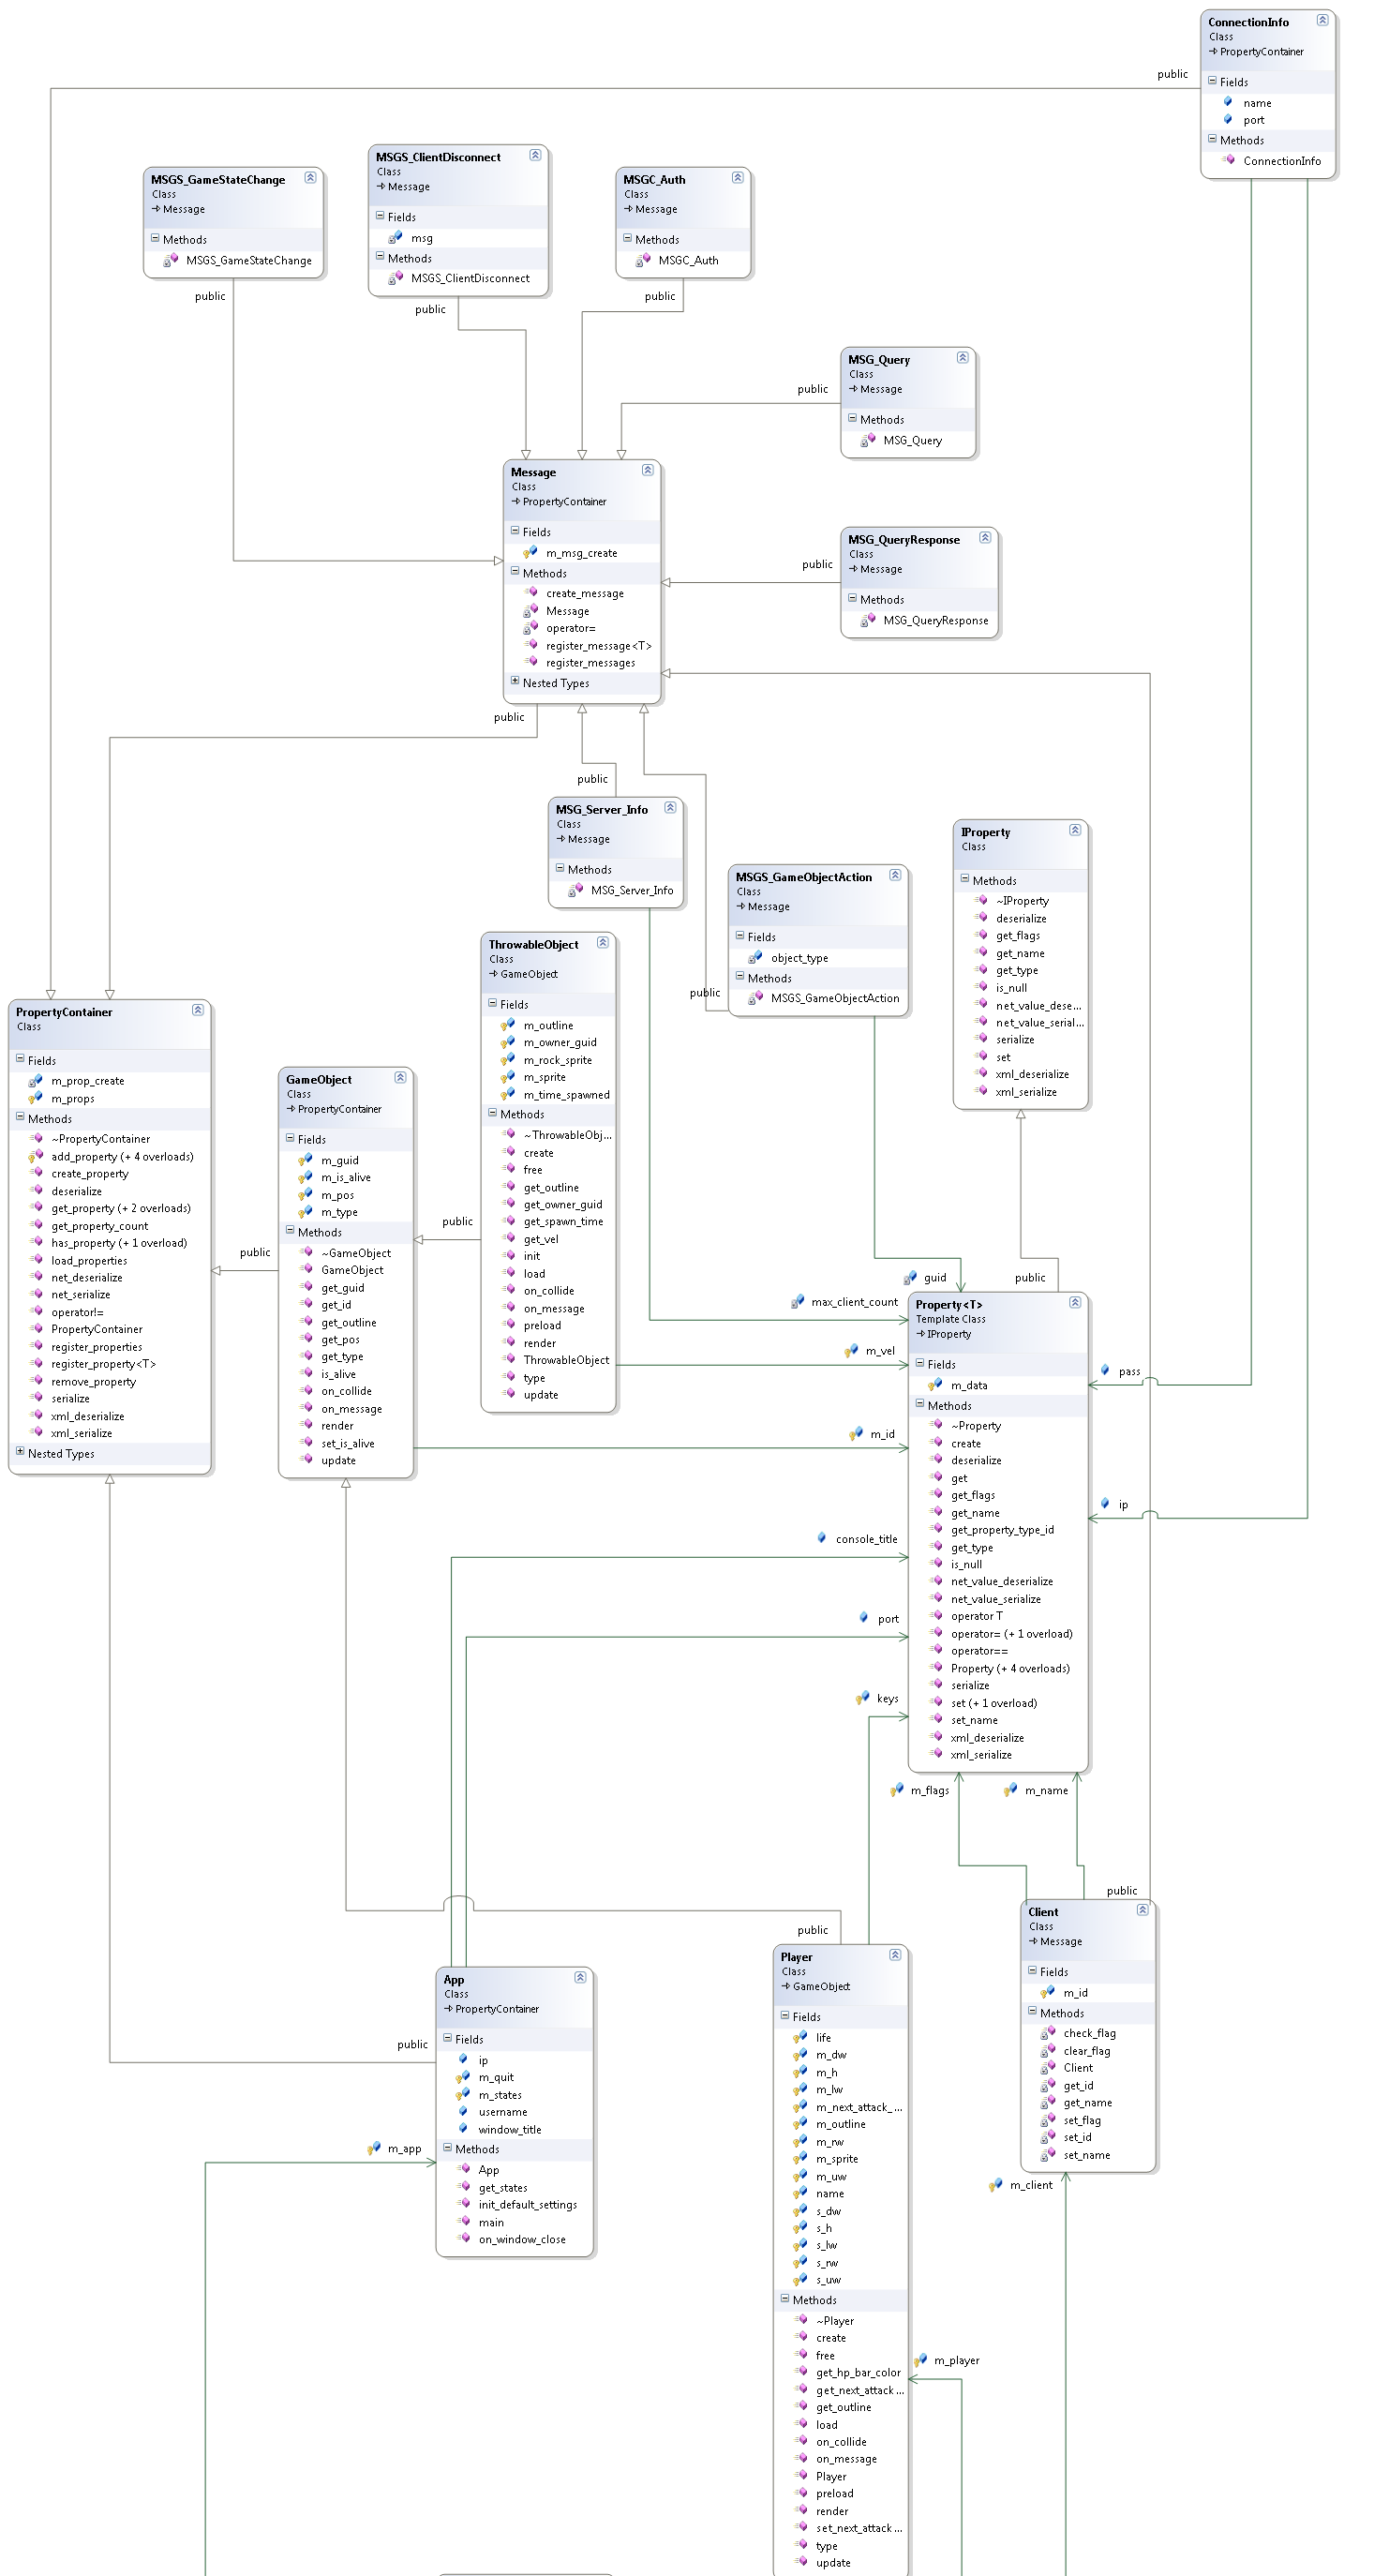 ConnectionInfo
Class
PropertyContainer
Fields
name
port
Methods
ConnectionInfo
public
MSGS_GameStateChange
Class
Message
Methods
MSGS_GameStateChange
public
MSGS_ClientDisconnect
Class
Message
Fields
msg
Methods
MSGS_ClientDisconnect
public
MSGC_Auth
Class
Message
Methods
MSGC_Auth
public
MSG_Query
Class
Message
Methods
MSG_Query
public
Message
Class
PropertyContainer
Fields
m_msg_create
Methods
create_message
Message
operator=
register_message<T>
register_messages
Nested Types
public
MSG_QueryResponse
Class
Message
Methods
MSG_QueryResponse
public
MSG_Server_Info
Class
Message
Methods
MSG_Server_Info
public
MSGS_GameObjectAction
Class
Message
Fields
object_type
Methods
MSGS_GameObjectAction
public
IProperty
Class
Methods
~IProperty
deserialize
get_flags
get_name
get_type
is_null
net_value_dese...
net_value_serial...
serialize
set
xml_deserialize
xml_serialize
PropertyContainer
Class
Fields
m_prop_create
m_props
Methods
~PropertyContainer
add_property (+ 4 overloads)
create_property
deserialize
get_property (+ 2 overloads)
get_property_count
has_property (+ 1 overload)
load_properties
net_deserialize
net_serialize
operator!=
PropertyContainer
register_properties
register_property<T>
remove_property
serialize
xml_deserialize
xml_serialize
Nested Types
public
GameObject
Class
PropertyContainer
Fields
m_guid
m_is_alive
m_pos
m_type
Methods
~GameObject
GameObject
get_guid
get_id
get_outline
get_pos
get_type
is_alive
on_collide
on_message
render
set_is_alive
update
public
ThrowableObject
Class
GameObject
Fields
m_outline
m_owner_guid
m_rock_sprite
m_sprite
m_time_spawned
Methods
~ThrowableObj...
create
free
get_outline
get_owner_guid
get_spawn_time
get_vel
init
load
on_collide
on_message
preload
render
ThrowableObject
type
update
guid
public
max_client_count
m_vel
m_id
console_title
port
keys
pass
ip
Property<T>
Template Class
IProperty
Fields
m_data
Methods
~Property
create
deserialize
get
get_flags
get_name
get_property_type_id
get_type
is_null
net_value_deserialize
net_value_serialize
operator T
operator= (+ 1 overload)
operator==
Property (+ 4 overloads)
serialize
set (+ 1 overload)
set_name
xml_deserialize
xml_serialize
m_flags
m_name
public
Client
Class
Message
Fields
m_id
Methods
check_flag
clear_flag
Client
get_id
get_name
set_flag
set_id
set_name
m_client
public
App
Class
PropertyContainer
Fields
ip
m_quit
m_states
username
window_title
Methods
App
get_states
init_default_settings
main
on_window_close
public
m_app
Player
Class
GameObject
Fields
life
m_dw
m_h
m_lw
m_next_attack_...
m_outline
m_rw
m_sprite
m_uw
name
s_dw
s_h
s_lw
s_rw
s_uw
Methods
~Player
create
free
get_hp_bar_color
get_next_attack...
get_outline
load
on_collide
on_message
Player
preload
render
set_next_attack...
type
update
m_player